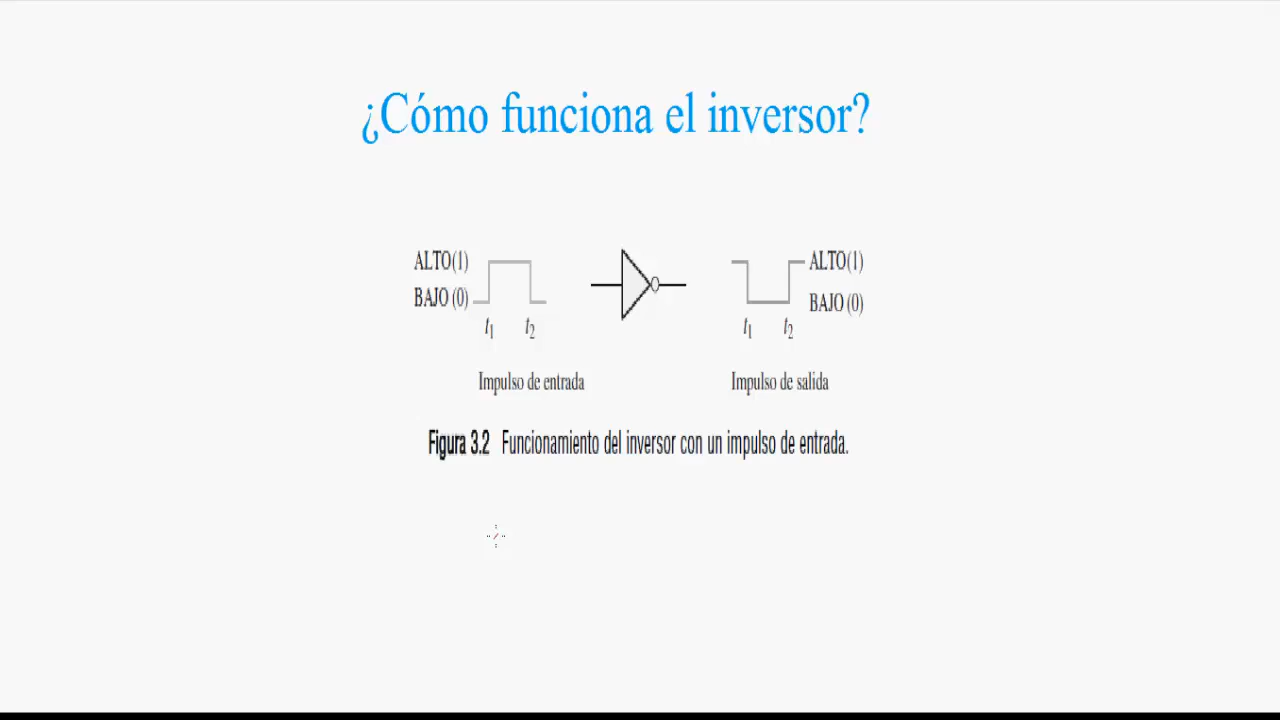 ¿Cómo funciona el inversor?
ALTO(1)
BAJO (0)
t1 t2
Impulso de entrada
ALTO(1)
BAJO (0)
t1 t2
Impulso de salida
Figura 3.2 Funcionamiento del inversor con un impulso de entrada.